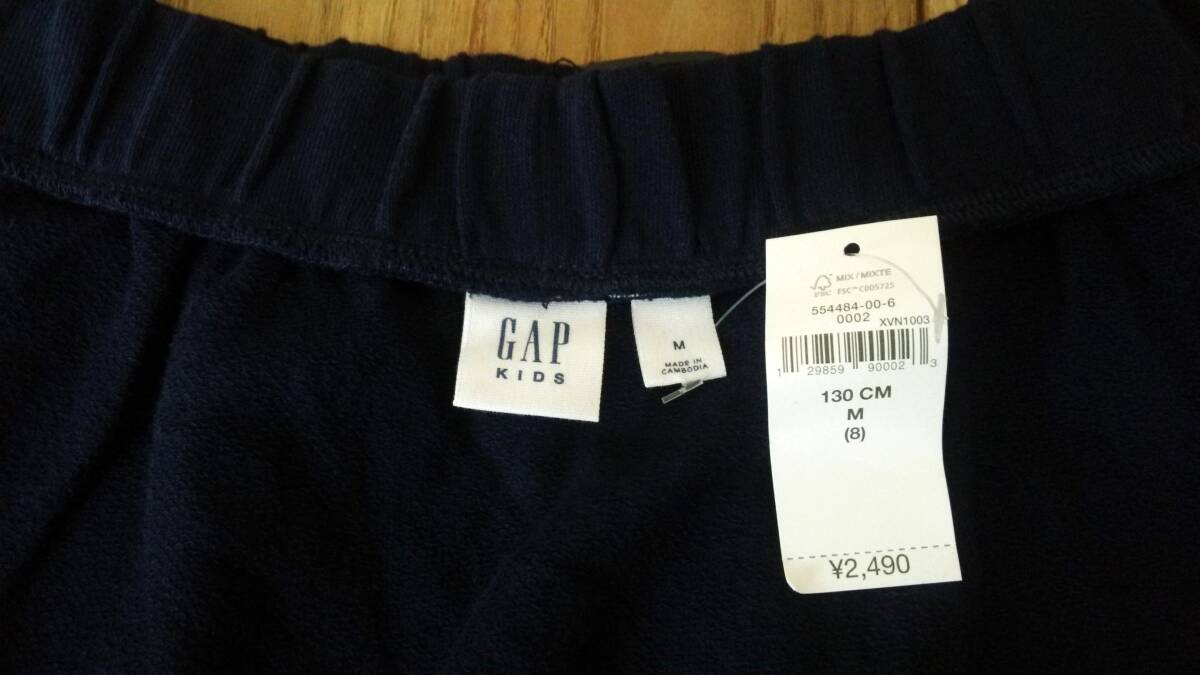 GAP
KIDS
M
MADE IN
CAMBODIA
FSC
MIX / MIXTE
FSC™ C005725
554484-00-6
0002
XVN1003
1 29859 90002 3
130 CM
M
(8)
¥2,490